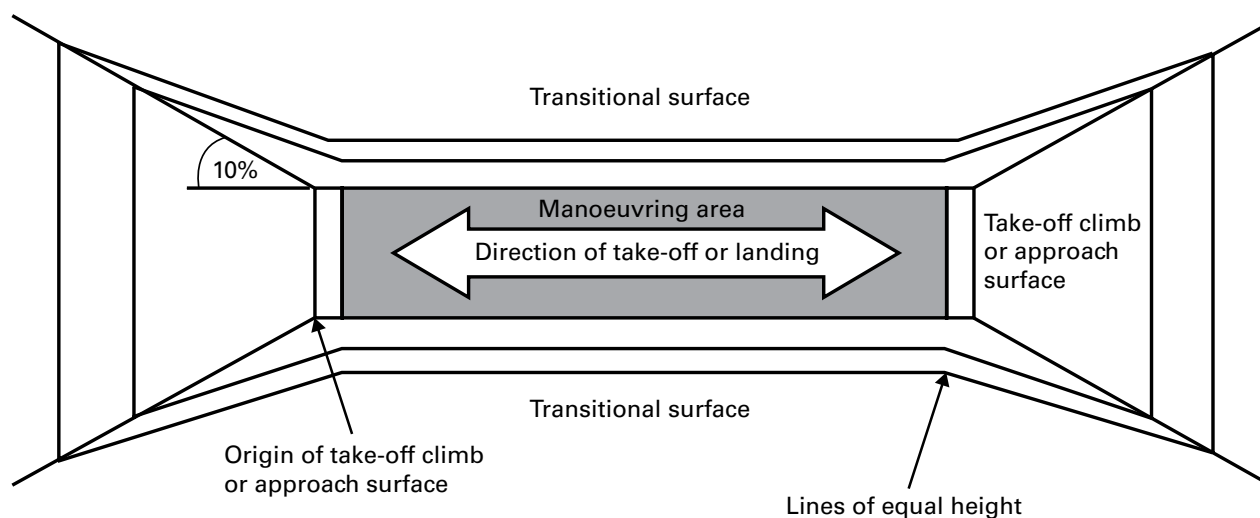 Transitional surface
10%
Manoeuvring area
Direction of take-off or landing
Take-off climb
or approach
surface
Transitional surface
Origin of take-off climb
or approach surface
Lines of equal height